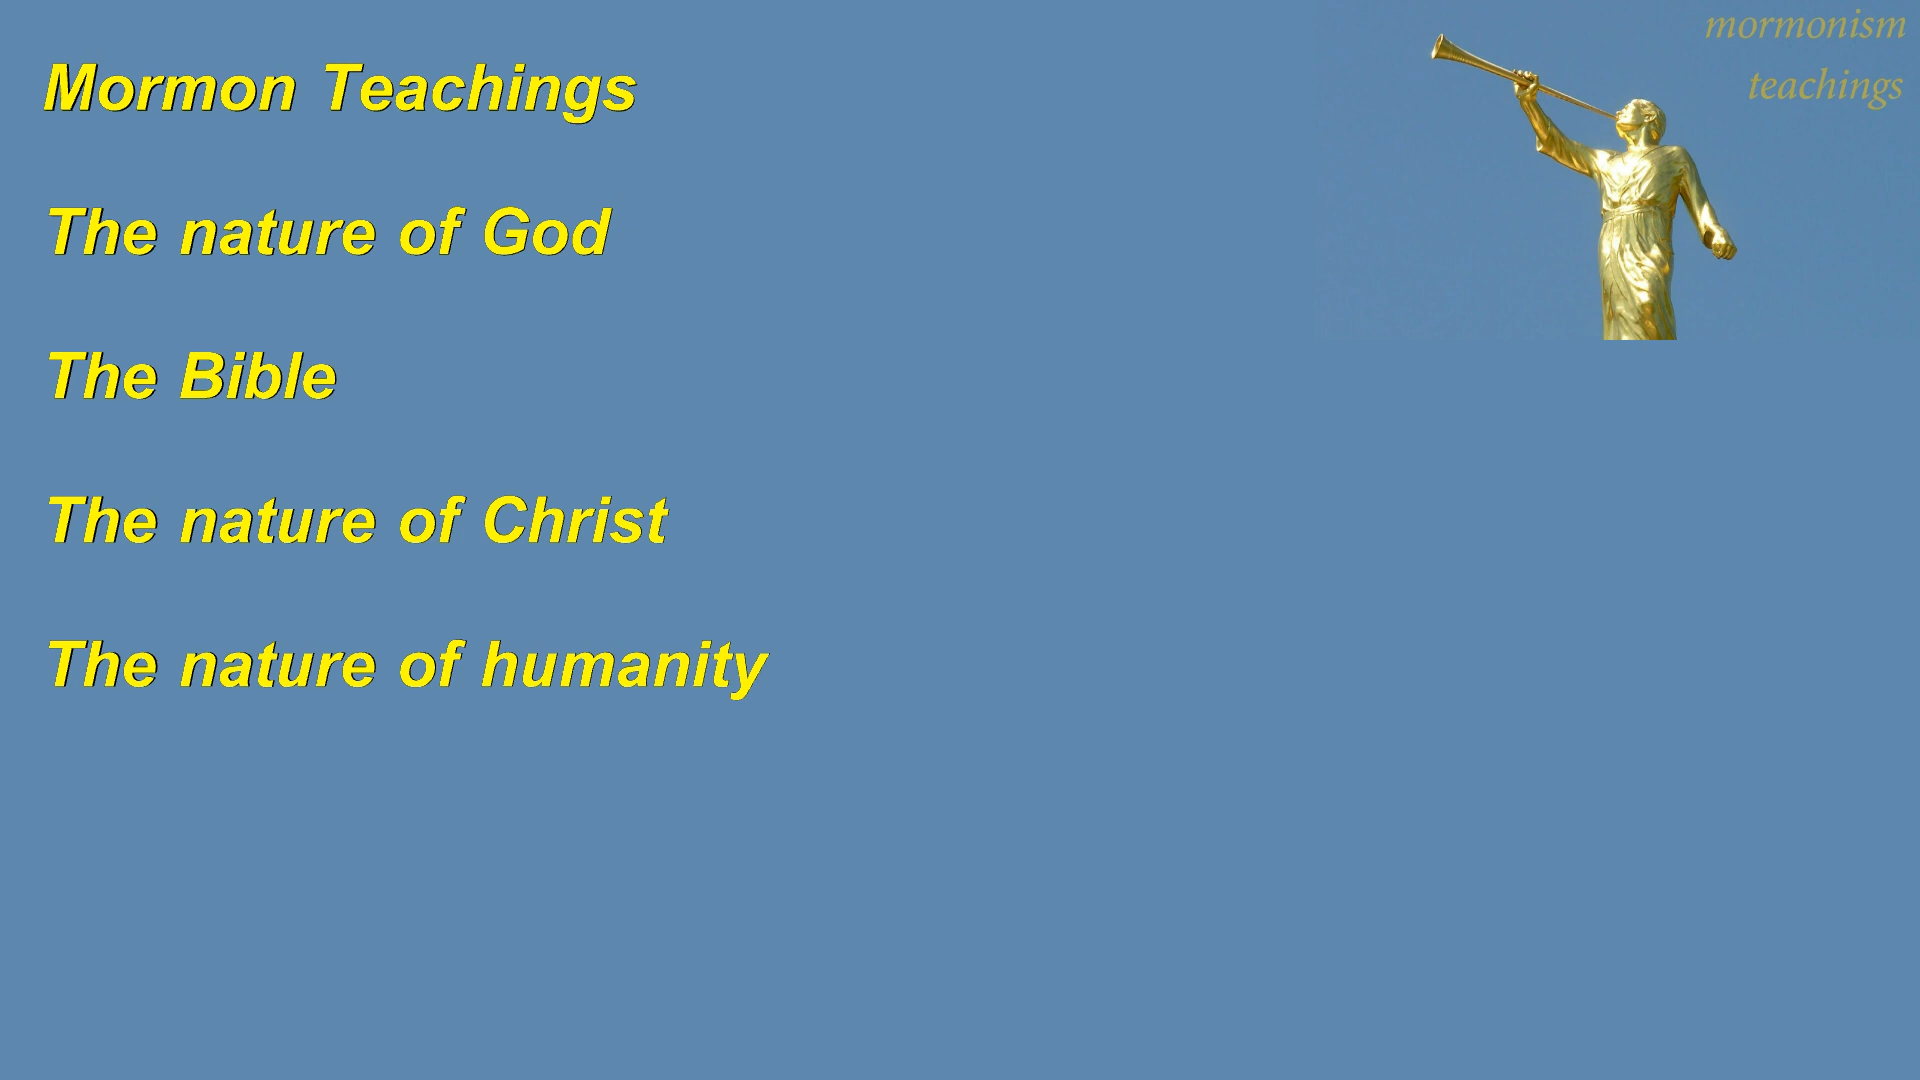 Mormon Teachings
The nature of God
The Bible
The nature of Christ
The nature of humanity
mormonism
teachings